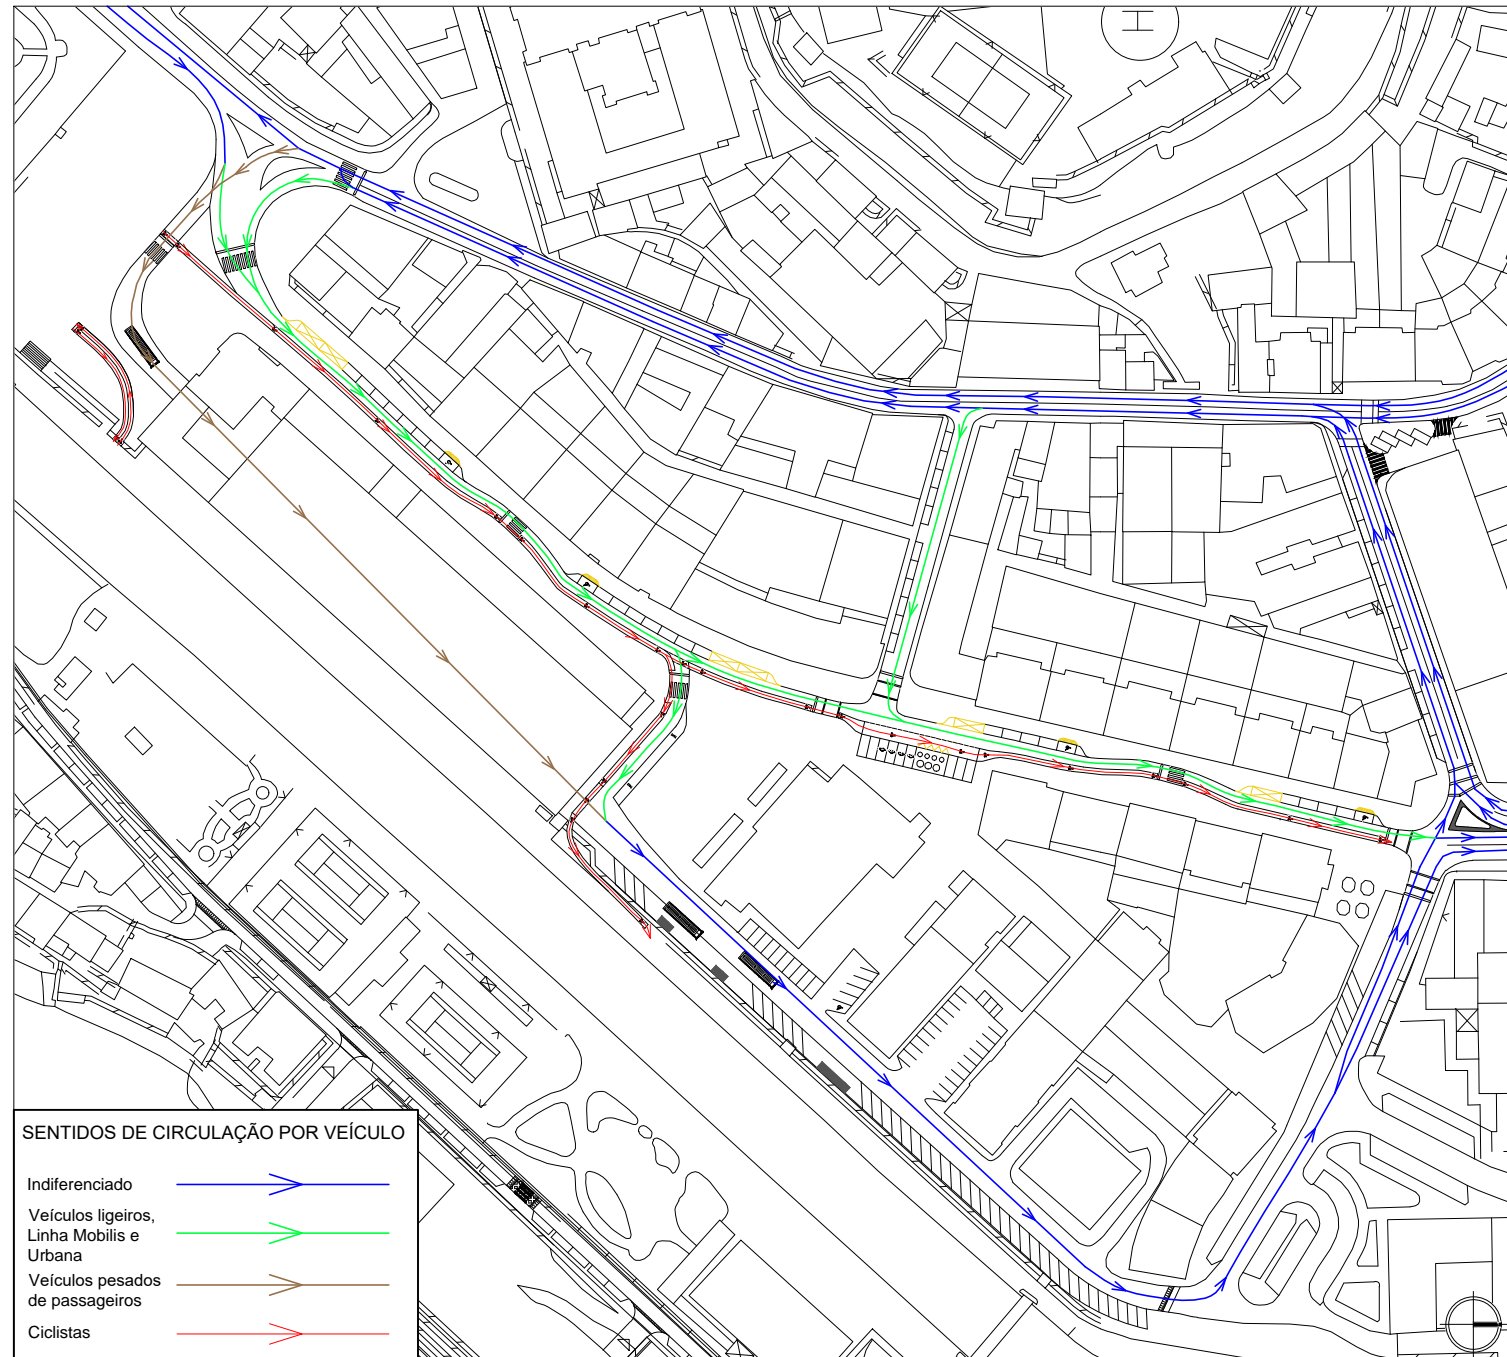 H
SENTIDOS DE CIRCULAÇÃO POR VEÍCULO
Indiferenciado
Veículos ligeiros,
Linha Mobilis e
Urbana
Veículos pesados
de passageiros
Ciclistas